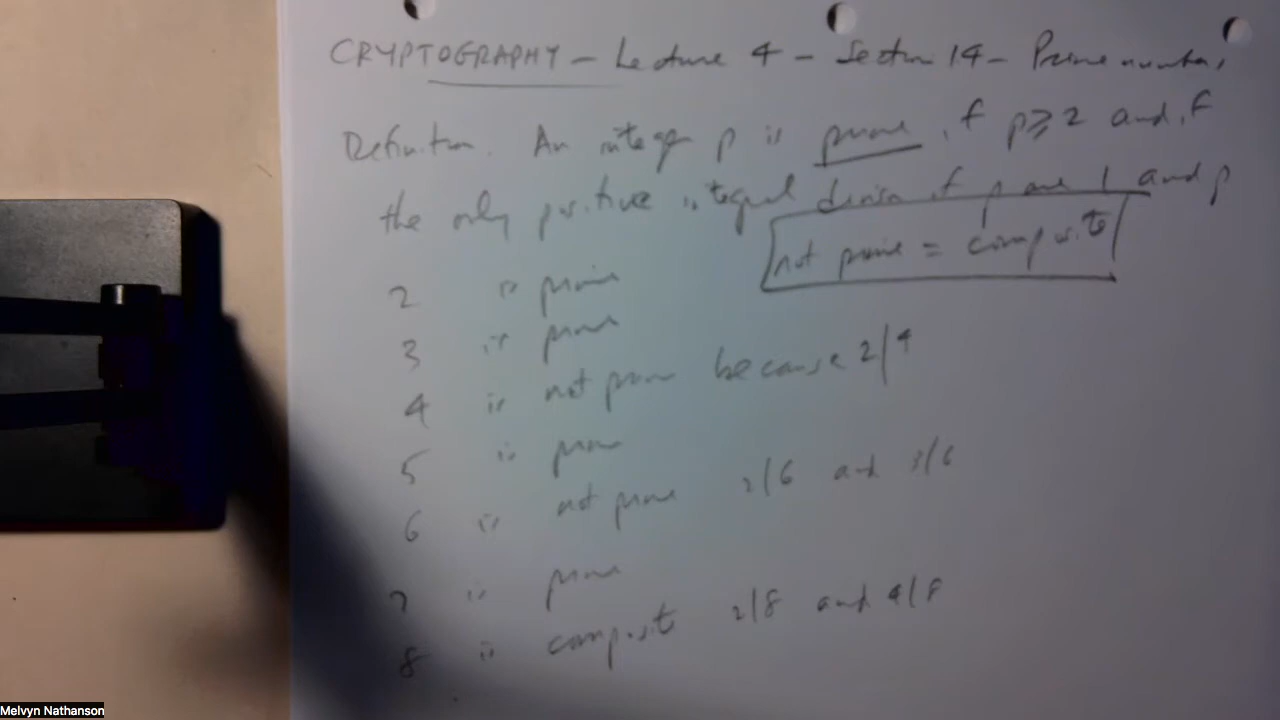 CRYPTOGRAPHY – Lecture 4 – Section 14 – Prime numbers
Definition. An integer p is prime if p ≥ 2 and if
the only positive integral divisors of p are 1 and p
not prime = composite
2 is prime
3 is prime
4 is not prime because 2|4
5 is prime
6 is not prime 2|6 and 3|6
7 is prime
8 is composite 2|8 and 4|8
Melvyn Nathanson